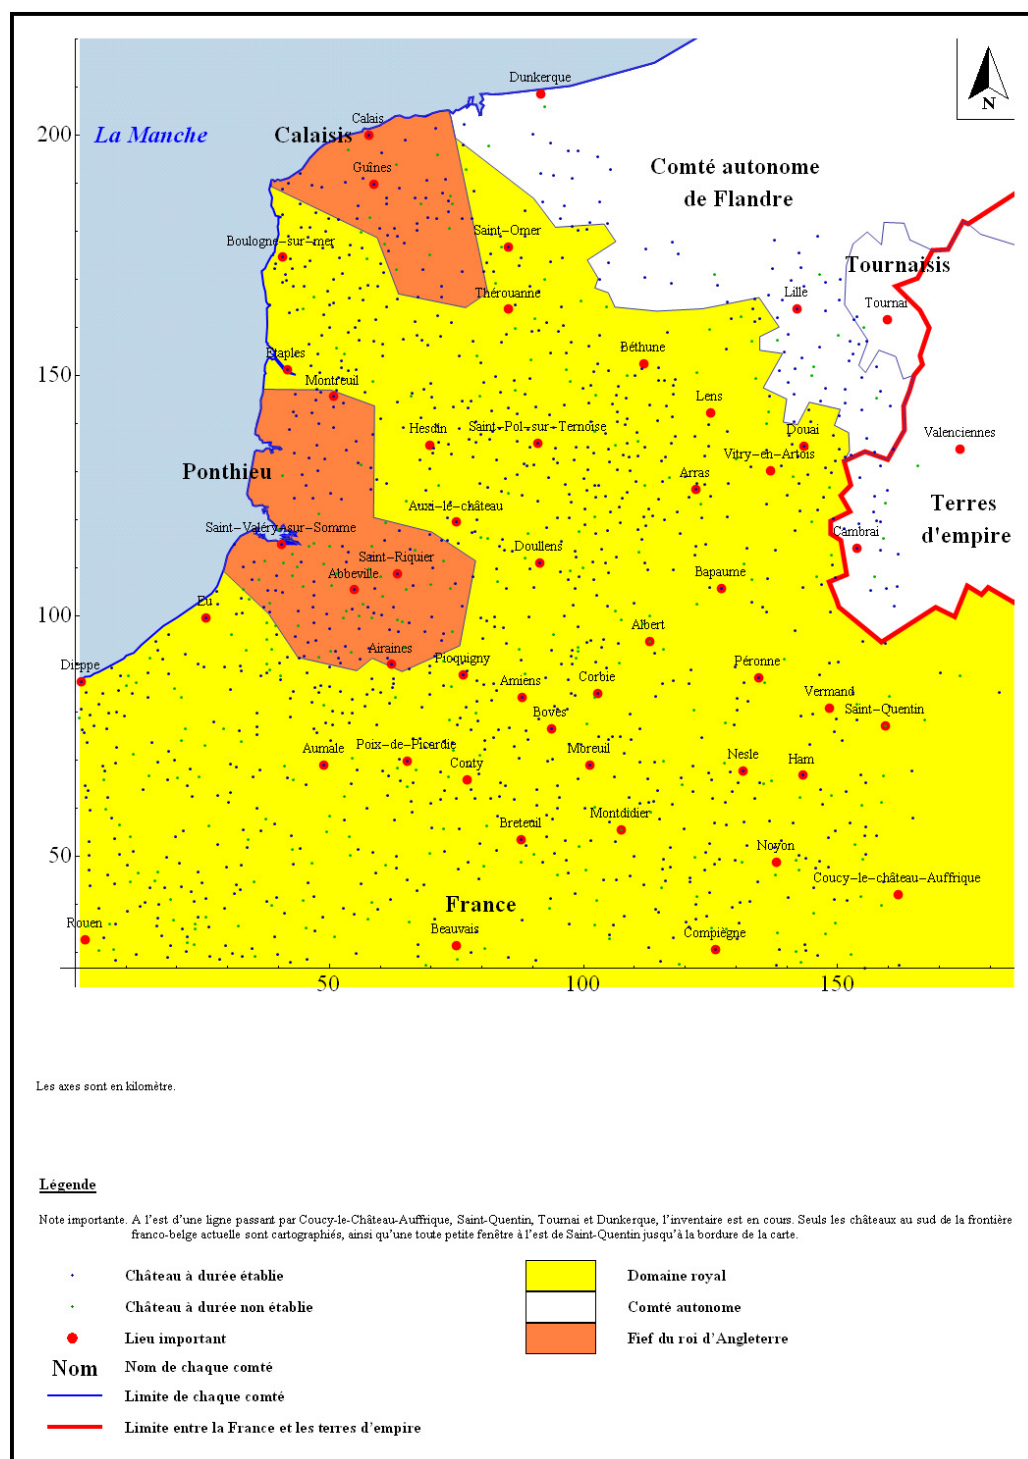 Dunkerque
N
200
La Manche
Calais
Calaisis
Guînes
Comté autonome
de Flandre
Saint-Omer
Boulogne-sur-mer
Tournaisis
Thérouanne
Lille
Tournai
Etaples
150
Montreuil
Béthune
Lens
Hesdin
Saint-Pol-sur-Ternoise
Douai
Valenciennes
Ponthieu
Vitry-en-Artois
Arras
Auxi-le-château
Terres
d'empire
Saint-Valéry-sur-Somme
Cambrai
Saint-Riquier
Doullens
Abbeville
Bapaume
100
Eu
Albert
Airaines
Picquigny
Dieppe
Amiens
Corbie
Péronne
Vermand
Boves
Saint-Quentin
Aumale
Poix-de-Picardie
Conty
Moreuil
Nesle
Ham
Breteuil
Montdidier
50
Noyon
Coucy-le-château-Auffrique
France
Rouen
Beauvais
Compiègne
50
100
150
Les axes sont en kilomètre.
Légende
Note importante. A l'est d'une ligne passant par Coucy-le-Château-Auffrique, Saint-Quentin, Tournai et Dunkerque, l'inventaire est en cours. Seuls les châteaux au sud de la frontière
franco-belge actuelle sont cartographiés, ainsi qu'une toute petite fenêtre à l'est de Saint-Quentin jusqu'à la bordure de la carte.
Château à durée établie
Domaine royal
Château à durée non établie
Comté autonome
Lieu important
Fief du roi d'Angleterre
Nom
Nom de chaque comté
Limite de chaque comté
Limite entre la France et les terres d'empire